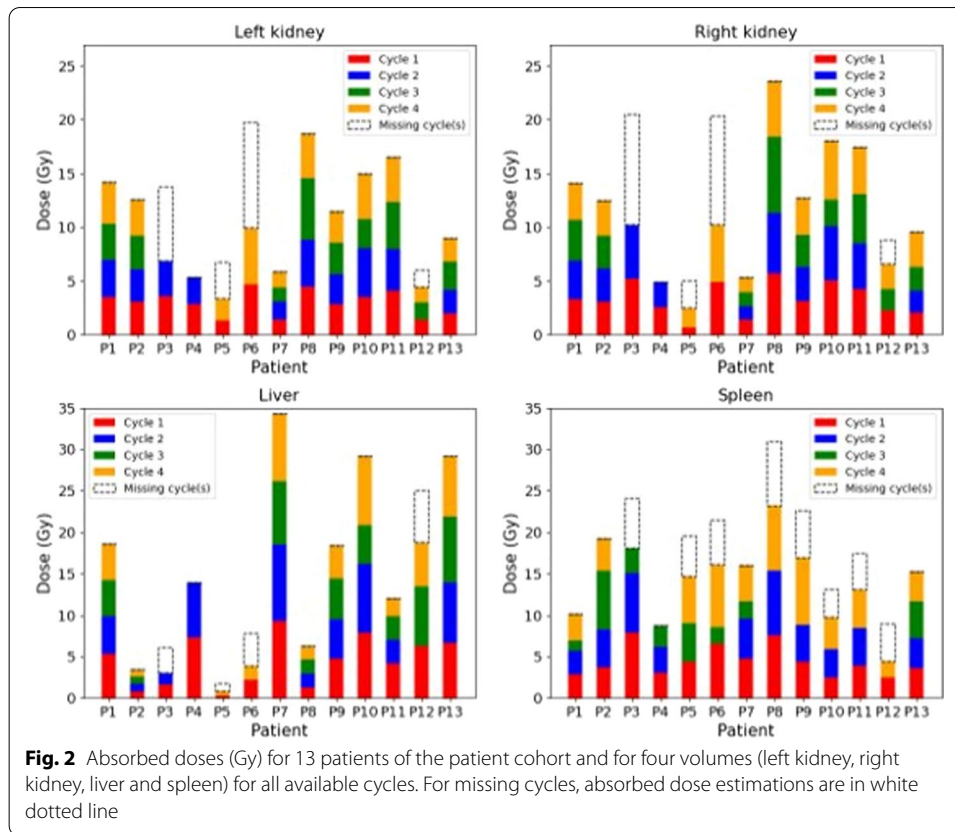 Left kidney
Dose (Gy)
25
20
15
10
5
0
Cycle 1
Cycle 2
Cycle 3
Cycle 4
Missing cycle(s)
P1 P2 P3 P4 P5 P6 P7 P8 P9 P10 P11 P12 P13
Patient
Right kidney
Dose (Gy)
25
20
15
10
5
0
Cycle 1
Cycle 2
Cycle 3
Cycle 4
Missing cycle(s)
P1 P2 P3 P4 P5 P6 P7 P8 P9 P10 P11 P12 P13
Patient
Liver
Dose (Gy)
35
30
25
20
15
10
5
0
Cycle 1
Cycle 2
Cycle 3
Cycle 4
Missing cycle(s)
P1 P2 P3 P4 P5 P6 P7 P8 P9 P10 P11 P12 P13
Patient
Spleen
Dose (Gy)
35
30
25
20
15
10
5
0
Cycle 1
Cycle 2
Cycle 3
Cycle 4
Missing cycle(s)
P1 P2 P3 P4 P5 P6 P7 P8 P9 P10 P11 P12 P13
Patient
Fig. 2 Absorbed doses (Gy) for 13 patients of the patient cohort and for four volumes (left kidney, right
kidney, liver and spleen) for all available cycles. For missing cycles, absorbed dose estimations are in white
dotted line